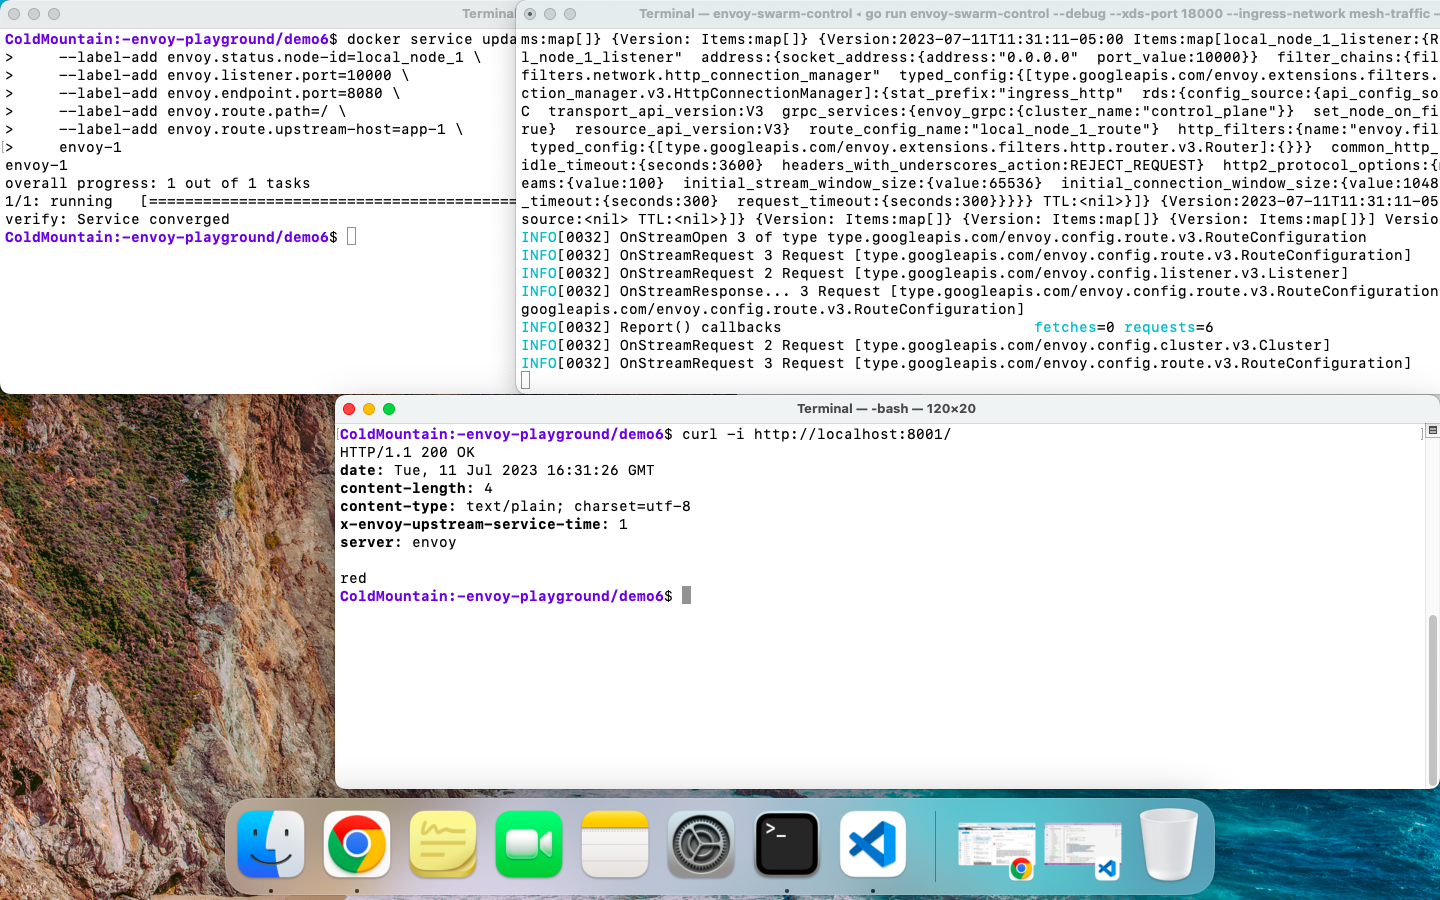 Terminal
ColdMountain:~envoy-playground/demo6$ docker service upda
>     --label-add envoy.status.node-id=local_node_1 \
>     --label-add envoy.listener.port=10000 \
>     --label-add envoy.endpoint.port=8080 \
>     --label-add envoy.route.path=/ \
>     --label-add envoy.route.upstream-host=app-1 \
>     envoy-1
envoy-1
overall progress: 1 out of 1 tasks
1/1: running   [=========================================
verify: Service converged
ColdMountain:~envoy-playground/demo6$
Terminal — envoy-swarm-control ◂ go run envoy-swarm-control --debug --xds-port 18000 --ingress-network mesh-traffic —
ms:map[]} {Version: Items:map[]} {Version:2023-07-11T11:31:11-05:00 Items:map[local_node_1_listener:{R
l_node_1_listener"  address:{socket_address:{address:"0.0.0.0"  port_value:10000}}  filter_chains:{fil
filters.network.http_connection_manager"  typed_config:{[type.googleapis.com/envoy.extensions.filters.
ction_manager.v3.HttpConnectionManager]:{stat_prefix:"ingress_http"  rds:{config_source:{api_config_so
C  transport_api_version:V3  grpc_services:{envoy_grpc:{cluster_name:"control_plane"}}  set_node_on_fi
rue}  resource_api_version:V3}  route_config_name:"local_node_1_route"}  http_filters:{name:"envoy.fil
typed_config:{[type.googleapis.com/envoy.extensions.filters.http.router.v3.Router]:{}}}  common_http_
idle_timeout:{seconds:3600}  headers_with_underscores_action:REJECT_REQUEST}  http2_protocol_options:{
eams:{value:100}  initial_stream_window_size:{value:65536}  initial_connection_window_size:{value:1048
_timeout:{seconds:300}  request_timeout:{seconds:300}}}}} TTL:<nil>}]} {Version:2023-07-11T11:31:11-05
source:<nil> TTL:<nil>}]} {Version: Items:map[]} {Version: Items:map[]} {Version: Items:map[]}] Versio
INFO[0032] OnStreamOpen 3 of type type.googleapis.com/envoy.config.route.v3.RouteConfiguration
INFO[0032] OnStreamRequest 3 Request [type.googleapis.com/envoy.config.route.v3.RouteConfiguration]
INFO[0032] OnStreamRequest 2 Request [type.googleapis.com/envoy.config.listener.v3.Listener]
INFO[0032] OnStreamResponse... 3 Request [type.googleapis.com/envoy.config.route.v3.RouteConfiguration
googleapis.com/envoy.config.route.v3.RouteConfiguration]
INFO[0032] Report() callbacks                            fetches=0 requests=6
INFO[0032] OnStreamRequest 2 Request [type.googleapis.com/envoy.config.cluster.v3.Cluster]
INFO[0032] OnStreamRequest 3 Request [type.googleapis.com/envoy.config.route.v3.RouteConfiguration]
Terminal — -bash — 120×20
ColdMountain:~envoy-playground/demo6$ curl -i http://localhost:8001/
HTTP/1.1 200 OK
date: Tue, 11 Jul 2023 16:31:26 GMT
content-length: 4
content-type: text/plain; charset=utf-8
x-envoy-upstream-service-time: 1
server: envoy
red
ColdMountain:~envoy-playground/demo6$